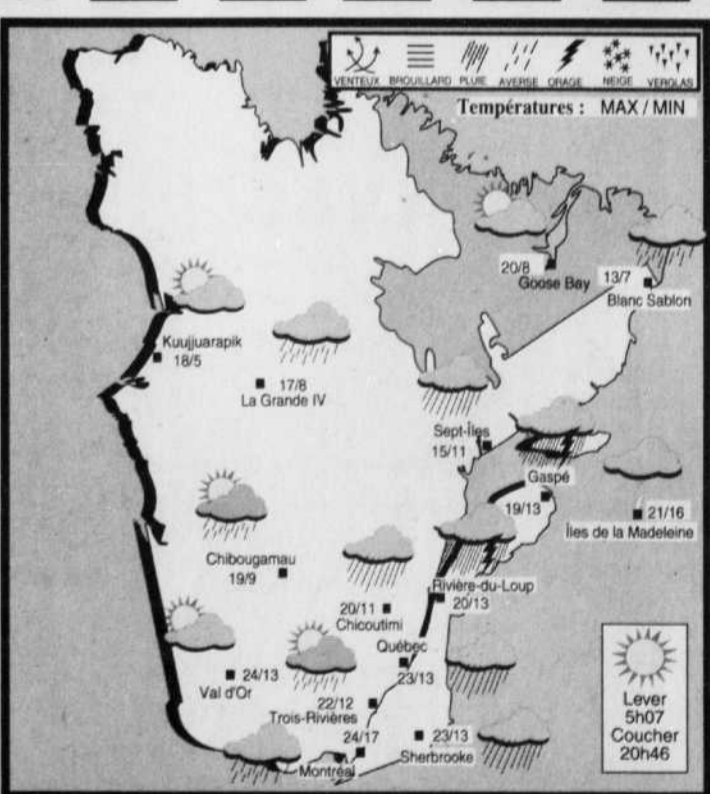 VENTEUX BROUILLARD PLUIE AVERSE ORAGE NEIGE VERGLAS
Températures : MAX / MIN
20/8
Goose Bay
13/7
Blanc Sablon
Kuujjuarapik
18/5
17/8
La Grande IV
Sept-Îles
15/11
Gaspé
19/13
21/16
Îles de la Madeleine
Chibougamau
19/9
Rivière-du-Loup
20/13
20/11
Chicoutimi
Québec
23/13
24/13
Val d'Or
22/12
Trois-Rivières
24/17
Montréal
23/13
Sherbrooke
Lever
5h07
Coucher
20h46